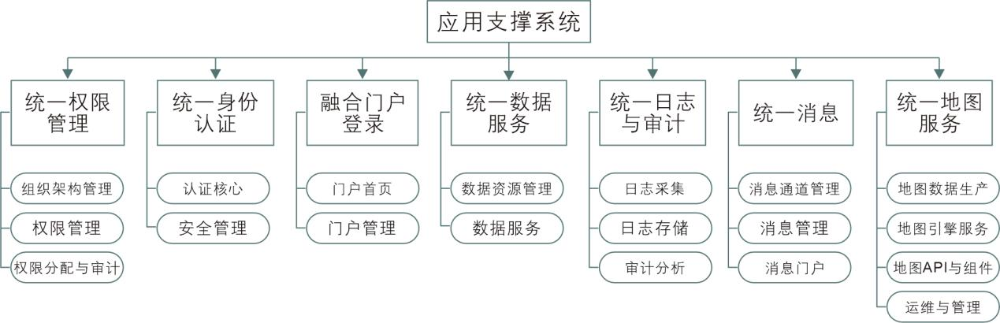 应用支撑系统
统一权限
管理
统一身份
认证
融合门户
登录
统一数据
服务
统一日志
与审计
统一消息
统一地图
服务
组织架构管理
权限管理
权限分配与审计
认证核心
安全管理
门户首页
门户管理
数据资源管理
数据服务
日志采集
日志存储
审计分析
消息通道管理
消息管理
消息门户
地图数据生产
地图引擎服务
地图API与组件
运维与管理